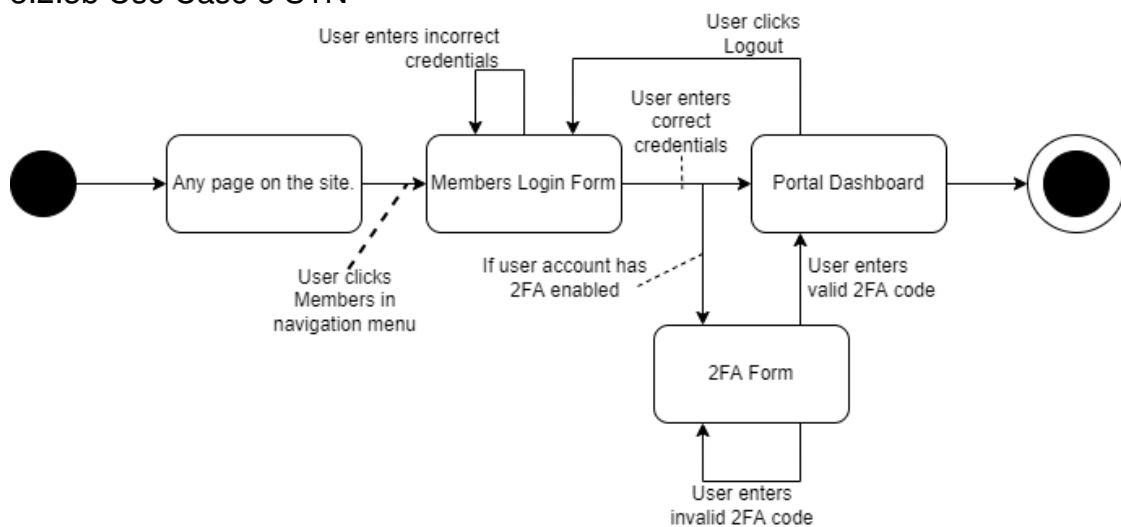 User enters incorrect
credentials
User clicks
Logout
User enters
correct
credentials
Any page on the site.
Members Login Form
Portal Dashboard
User clicks
Members in
navigation menu
If user account has
2FA enabled
User enters
valid 2FA code
2FA Form
User enters
invalid 2FA code